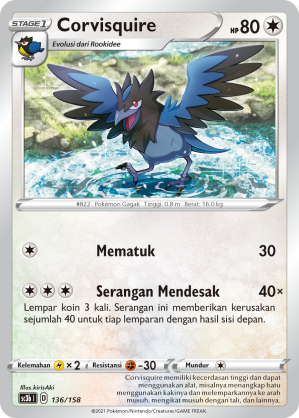 STAGE 1 Corvisquire HP 80
Evolusi dari Rookidee
#822 Pokémon Gagak Tinggi: 0.8 m Berat: 16.0 kg
Mematuk 30
Serangan Mendesak 40×
Lempar koin 3 kali. Serangan ini memberikan kerusakan
sejumlah 40 untuk tiap lemparan dengan hasil sisi depan.
Kelemahan ×2 Resistansi -30 Mundur
Corvisquire memiliki kecerdasan tinggi dan dapat
menggunakan alat, misalnya menangkap batu
menggunakan kakinya dan melemparkannya ke
musuh, mengikat musuh dengan tali, dan lainnya.
Illus.kirisAki
sc3b I D 136/158
©2021 Pokémon/Nintendo/Creatures/GAME FREAK